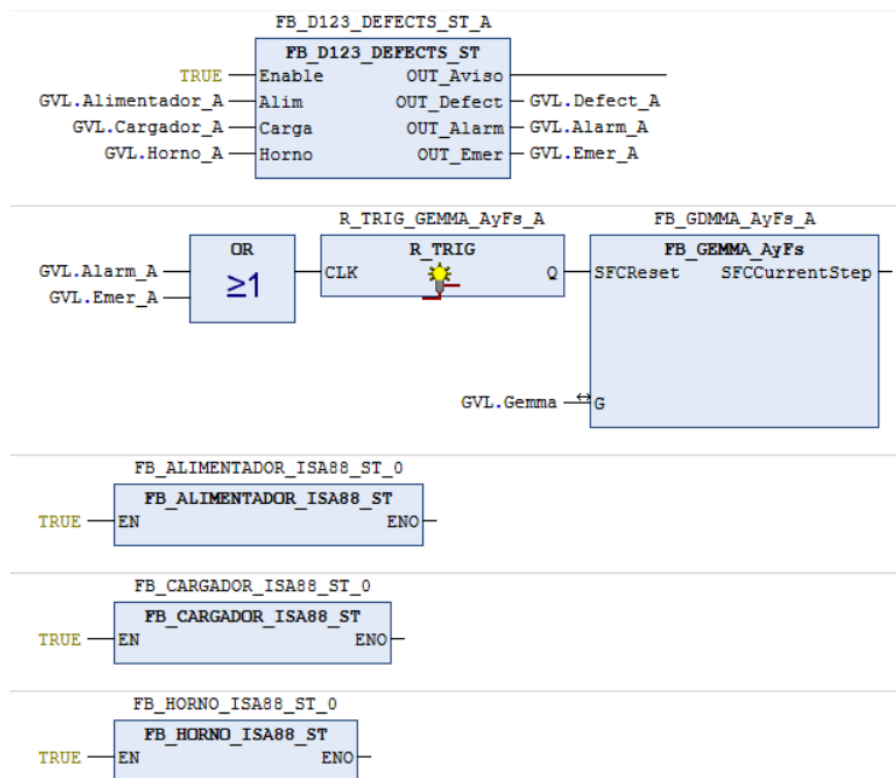 FB_D123_DEFECTS_ST_A
FB_D123_DEFECTS_ST
TRUE Enable OUT_Aviso
GVL.Alimentador_A Alim OUT_Defect GVL.Defect_A
GVL.Cargador_A Carga OUT_Alarm GVL.Alarm_A
GVL.Horno_A Horno OUT_Emer GVL.Emer_A
R_TRIG_GEMMA_AyFs_A FB_GDMMA_AyFs_A
OR R_TRIG FB_GEMMA_AyFs
GVL.Alarm_A ≥1 CLK Q SFCReset SFCCurrentStep
GVL.Emer_A
GVL.Gemma G
FB_ALIMENTADOR_ISA88_ST_0
FB_ALIMENTADOR_ISA88_ST
TRUE EN ENO
FB_CARGADOR_ISA88_ST_0
FB_CARGADOR_ISA88_ST
TRUE EN ENO
FB_HORNO_ISA88_ST_0
FB_HORNO_ISA88_ST
TRUE EN ENO